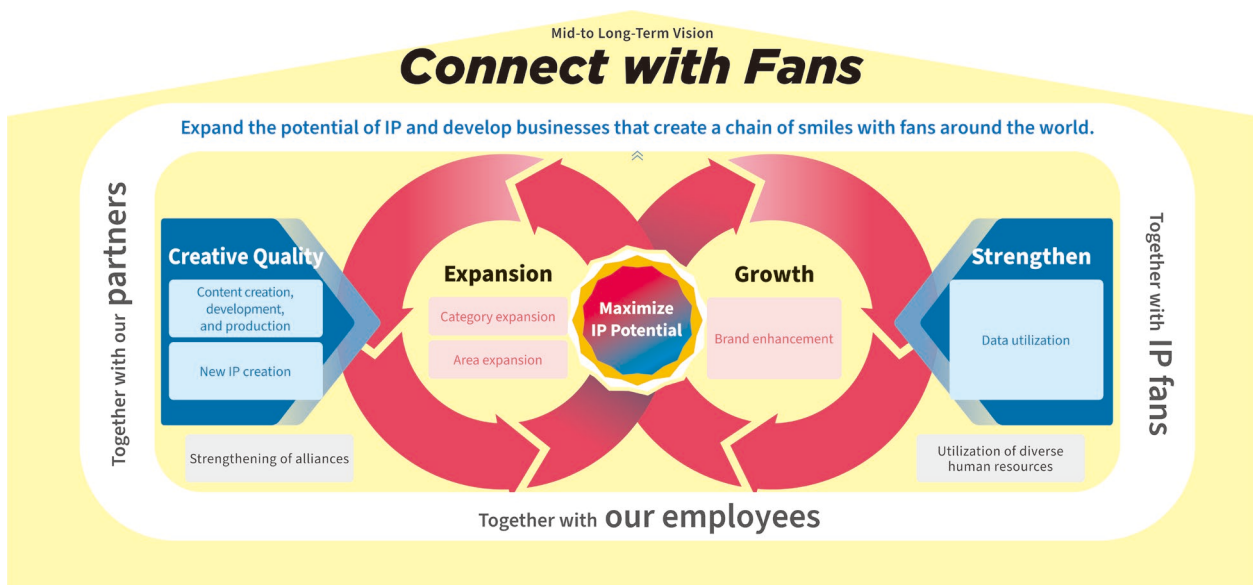 Mid-to Long-Term Vision
Connect with Fans
Expand the potential of IP and develop businesses that create a chain of smiles with fans around the world.
Together with our partners
Creative Quality
Content creation,
development,
and production
New IP creation
Strengthening of alliances
Expansion
Category expansion
Area expansion
Maximize
IP Potential
Growth
Brand enhancement
Strengthen
Data utilization
Utilization of diverse
human resources
Together with IP fans
Together with our employees